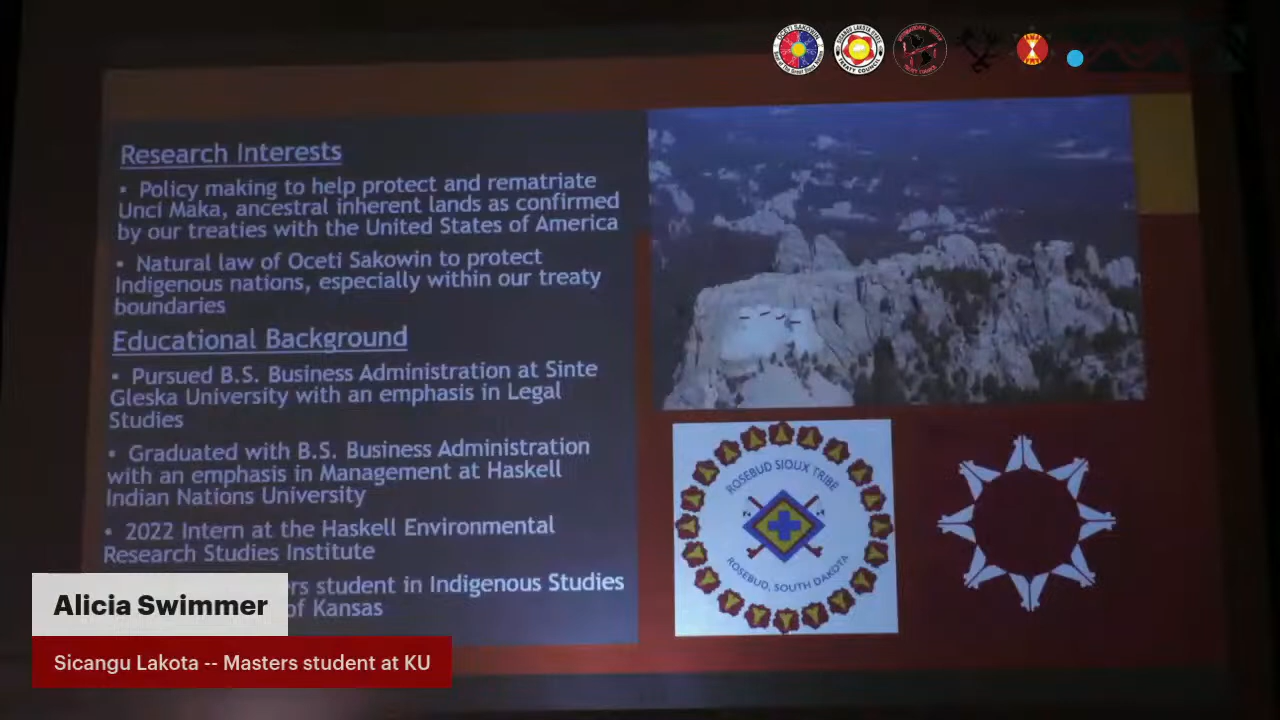 Research Interests
▪ Policy making to help protect and rematriate
Unci Maka, ancestral inherent lands as confirmed
by our treaties with the United States of America
▪ Natural law of Oceti Sakowin to protect
Indigenous nations, especially within our treaty
boundaries
Educational Background
▪ Pursued B.S. Business Administration at Sinte
Gleska University with an emphasis in Legal
Studies
▪ Graduated with B.S. Business Administration
with an emphasis in Management at Haskell
Indian Nations University
▪ 2022 Intern at the Haskell Environmental
Research Studies Institute
student in Indigenous Studies
of Kansas
ROSEBUD SIOUX TRIBE
ROSEBUD, SOUTH DAKOTA
OCETI SAKOWIN
TREATY COUNCIL
Alicia Swimmer
Sicangu Lakota -- Masters student at KU